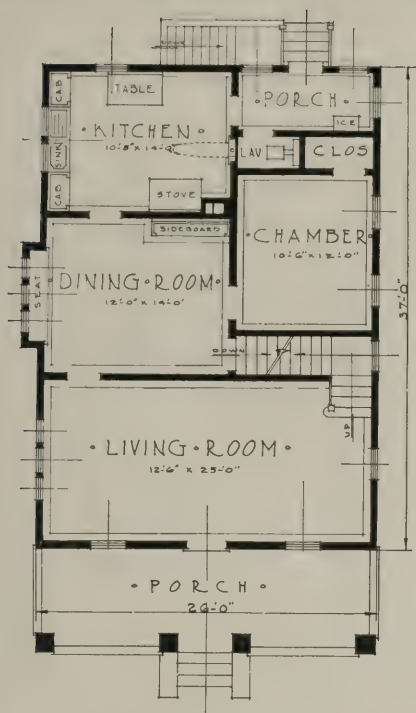 CAB
TABLE
• PORCH •
ICE
• KITCHEN •
10'-8" x 14'-0"
SINK
LAV
CLOS
CAB
STOVE
SIDEBOARD
• CHAMBER •
10'-6" x 12'-0"
SEAT
DINING • ROOM
12'-0" x 14'-0"
37'-0"
UP
• LIVING • ROOM •
12'-6" x 25'-0"
• PORCH •
26'-0"